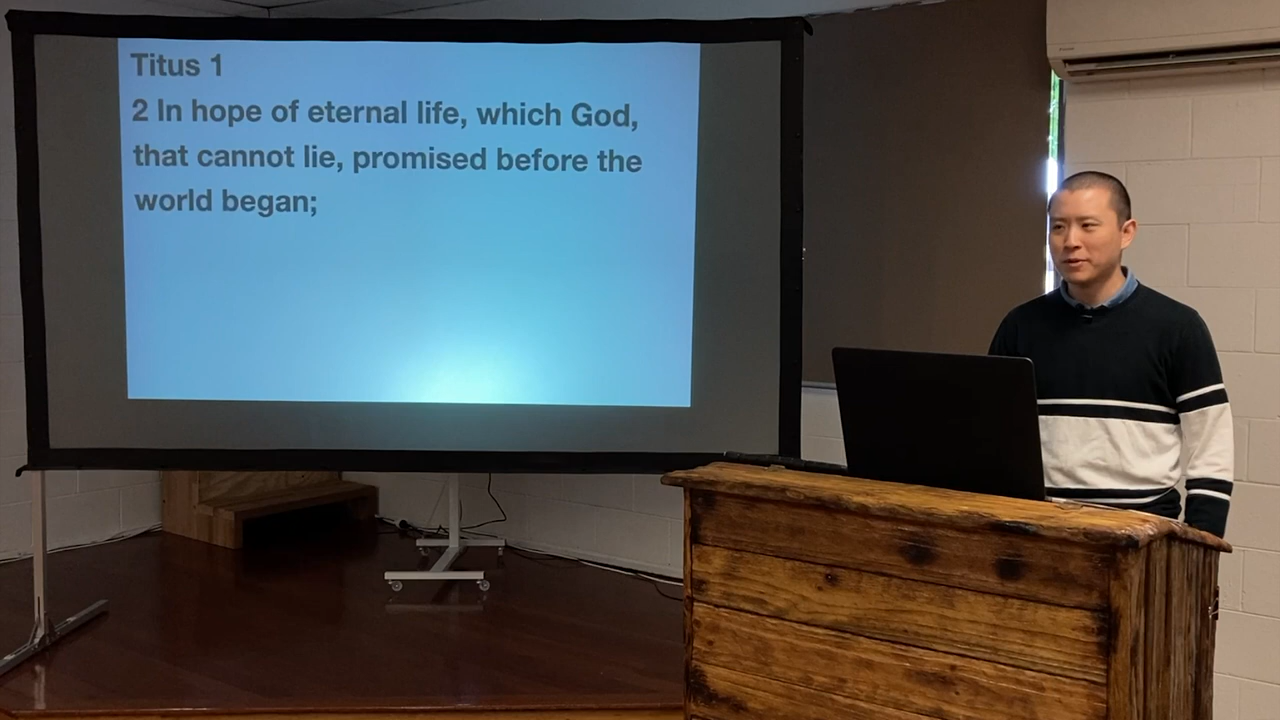 Titus 1
2 In hope of eternal life, which God,
that cannot lie, promised before the
world began;